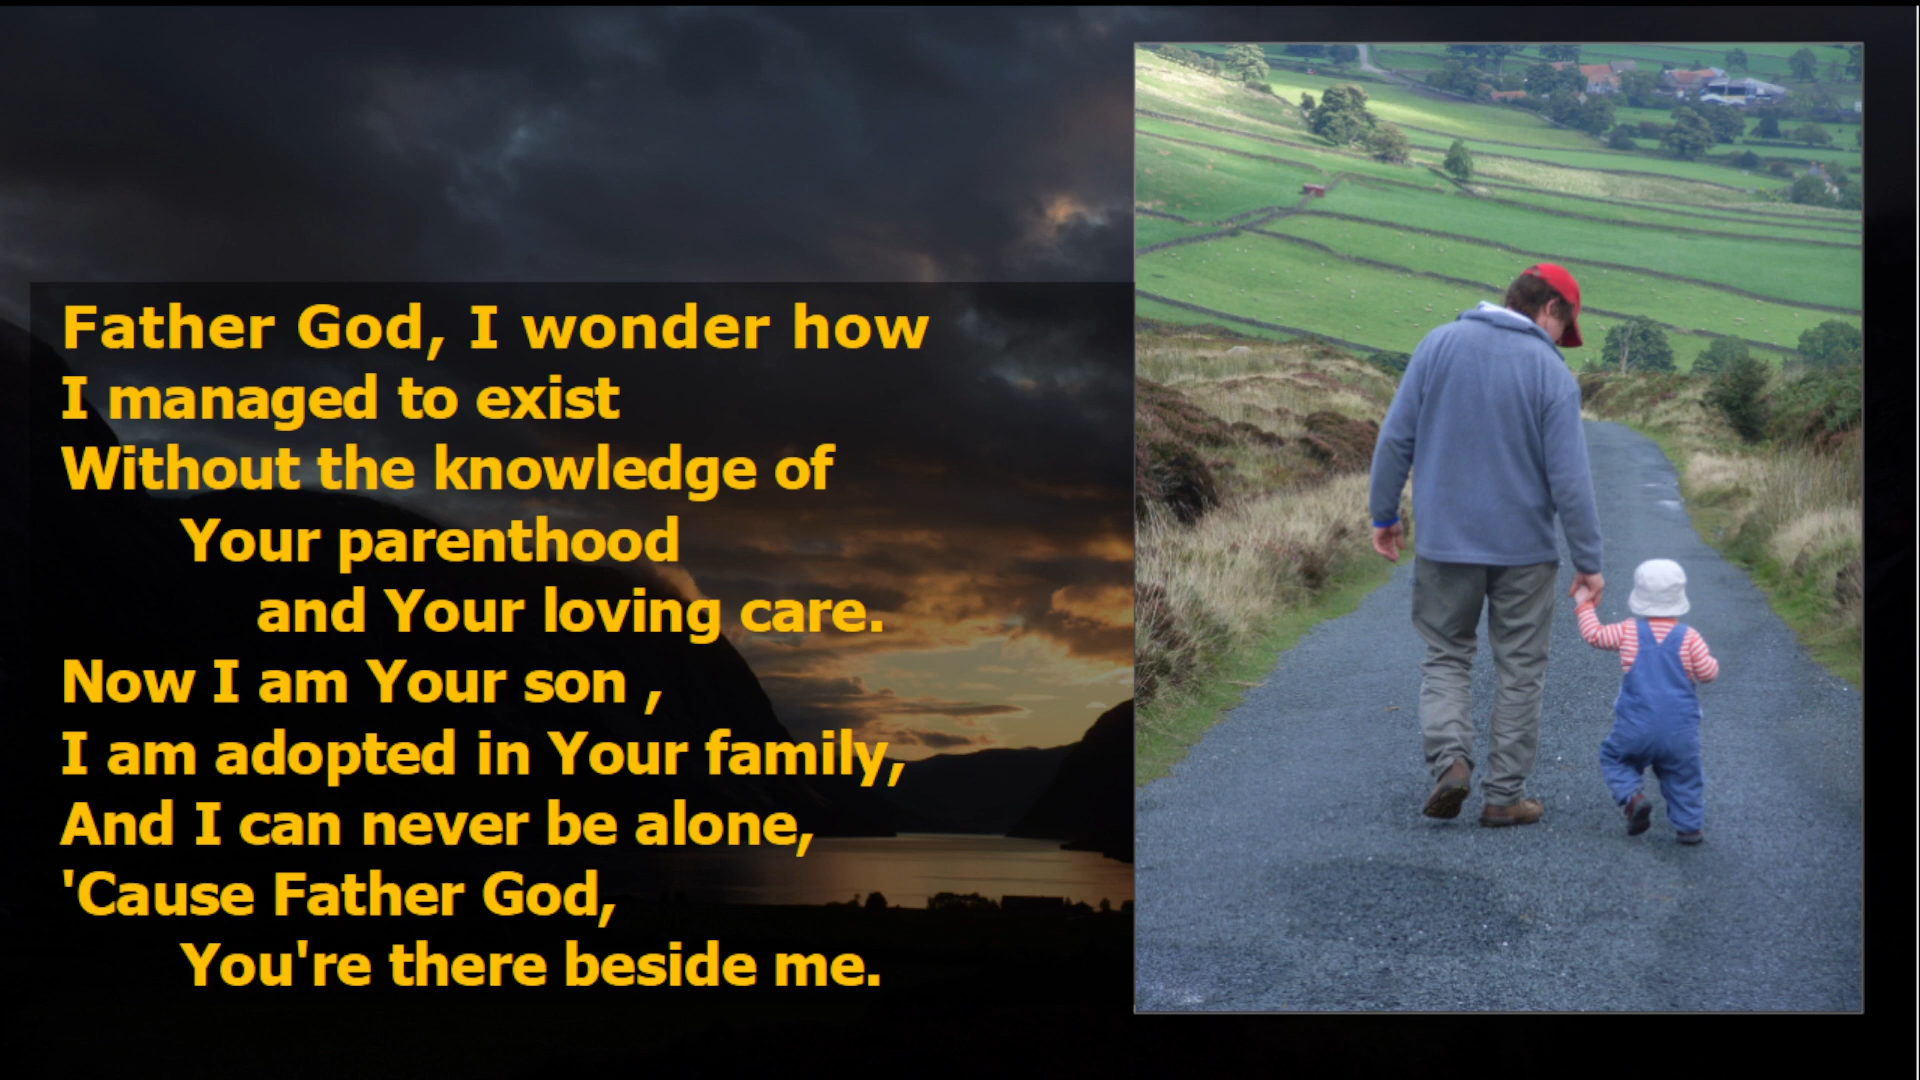 Father God, I wonder how
I managed to exist
Without the knowledge of
Your parenthood
and Your loving care.
Now I am Your son ,
I am adopted in Your family,
And I can never be alone,
'Cause Father God,
You're there beside me.